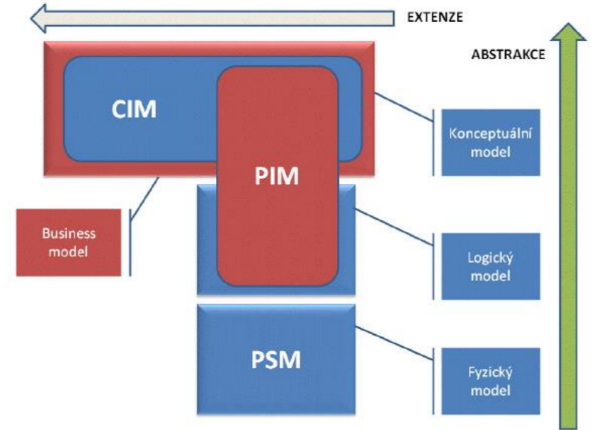 EXTENZE
ABSTRAKCE
CIM
Konceptuální
model
PIM
Business
model
Logický
model
PSM
Fyzický
model